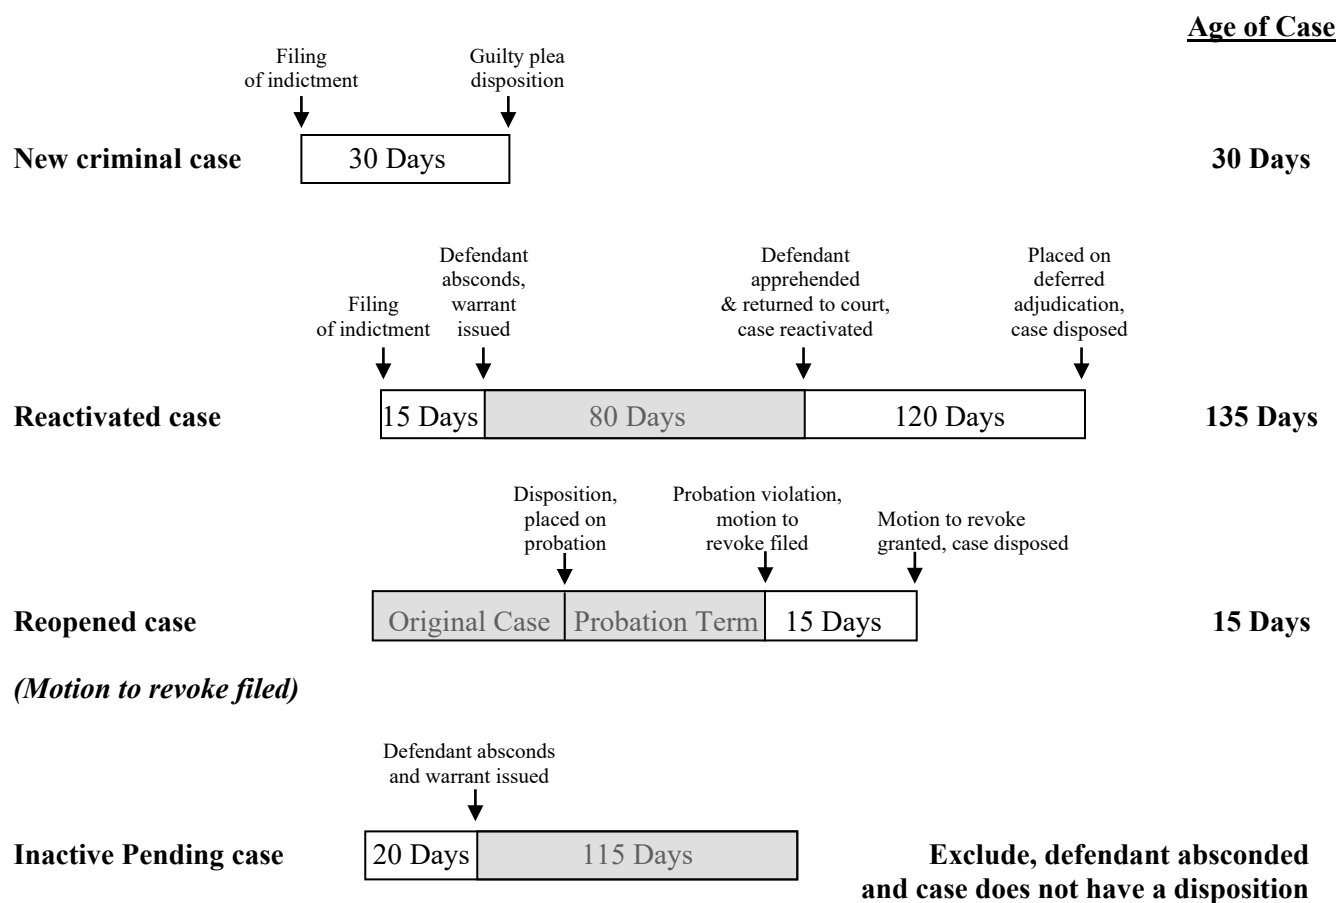 Age of Case
Filing
of indictment
Guilty plea
disposition
New criminal case
30 Days
30 Days
Filing
of indictment
Defendant
absconds,
warrant
issued
Defendant
apprehended
& returned to court,
case reactivated
Placed on
deferred
adjudication,
case disposed
Reactivated case
15 Days
80 Days
120 Days
135 Days
Disposition,
placed on
probation
Probation violation,
motion to
revoke filed
Motion to revoke
granted, case disposed
Reopened case
Original Case
Probation Term
15 Days
15 Days
(Motion to revoke filed)
Defendant absconds
and warrant issued
Inactive Pending case
20 Days
115 Days
Exclude, defendant absconded
and case does not have a disposition